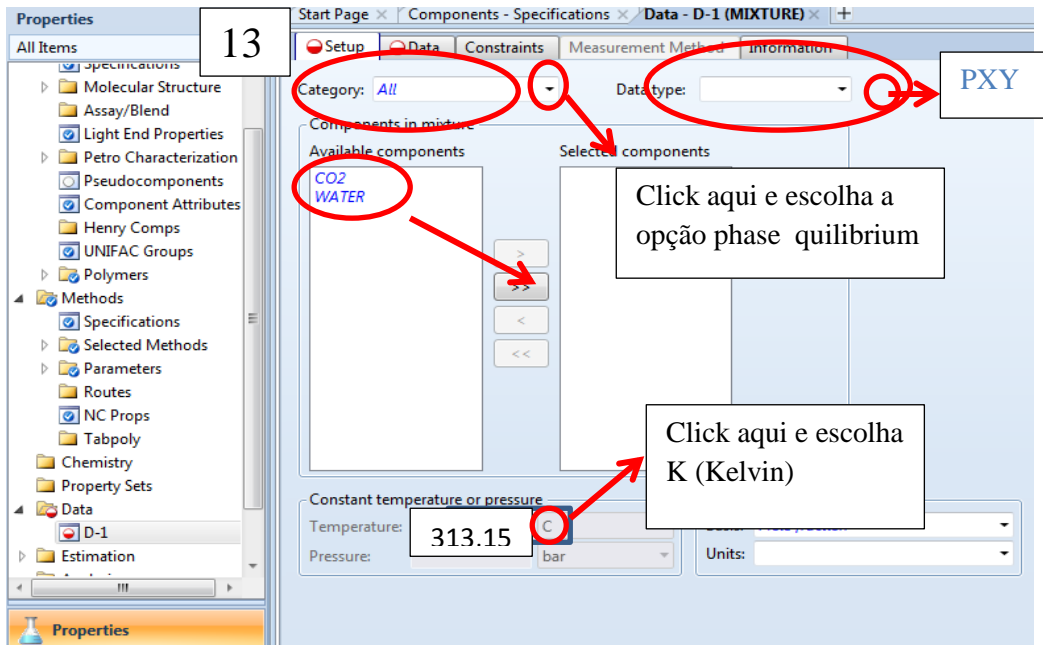 Properties
All Items
Specifications
Molecular Structure
Assay/Blend
Light End Properties
Petro Characterization
Pseudocomponents
Component Attributes
Henry Comps
UNIFAC Groups
Polymers
Methods
Specifications
Selected Methods
Parameters
Routes
NC Props
Tabpoly
Chemistry
Property Sets
Data
D-1
Estimation
Properties
13
Start Page Components - Specifications Data - D-1 (MIXTURE) +
Setup Data Constraints Measurement Method Information
Category: All Data type:
PXY
Components in mixture
Available components Selected components
CO2
WATER
>
>>
<
<<
Click aqui e escolha a
opção phase quilibrium
Click aqui e escolha
K (Kelvin)
Constant temperature or pressure
Temperature: 313.15 C
Pressure: bar
Units: